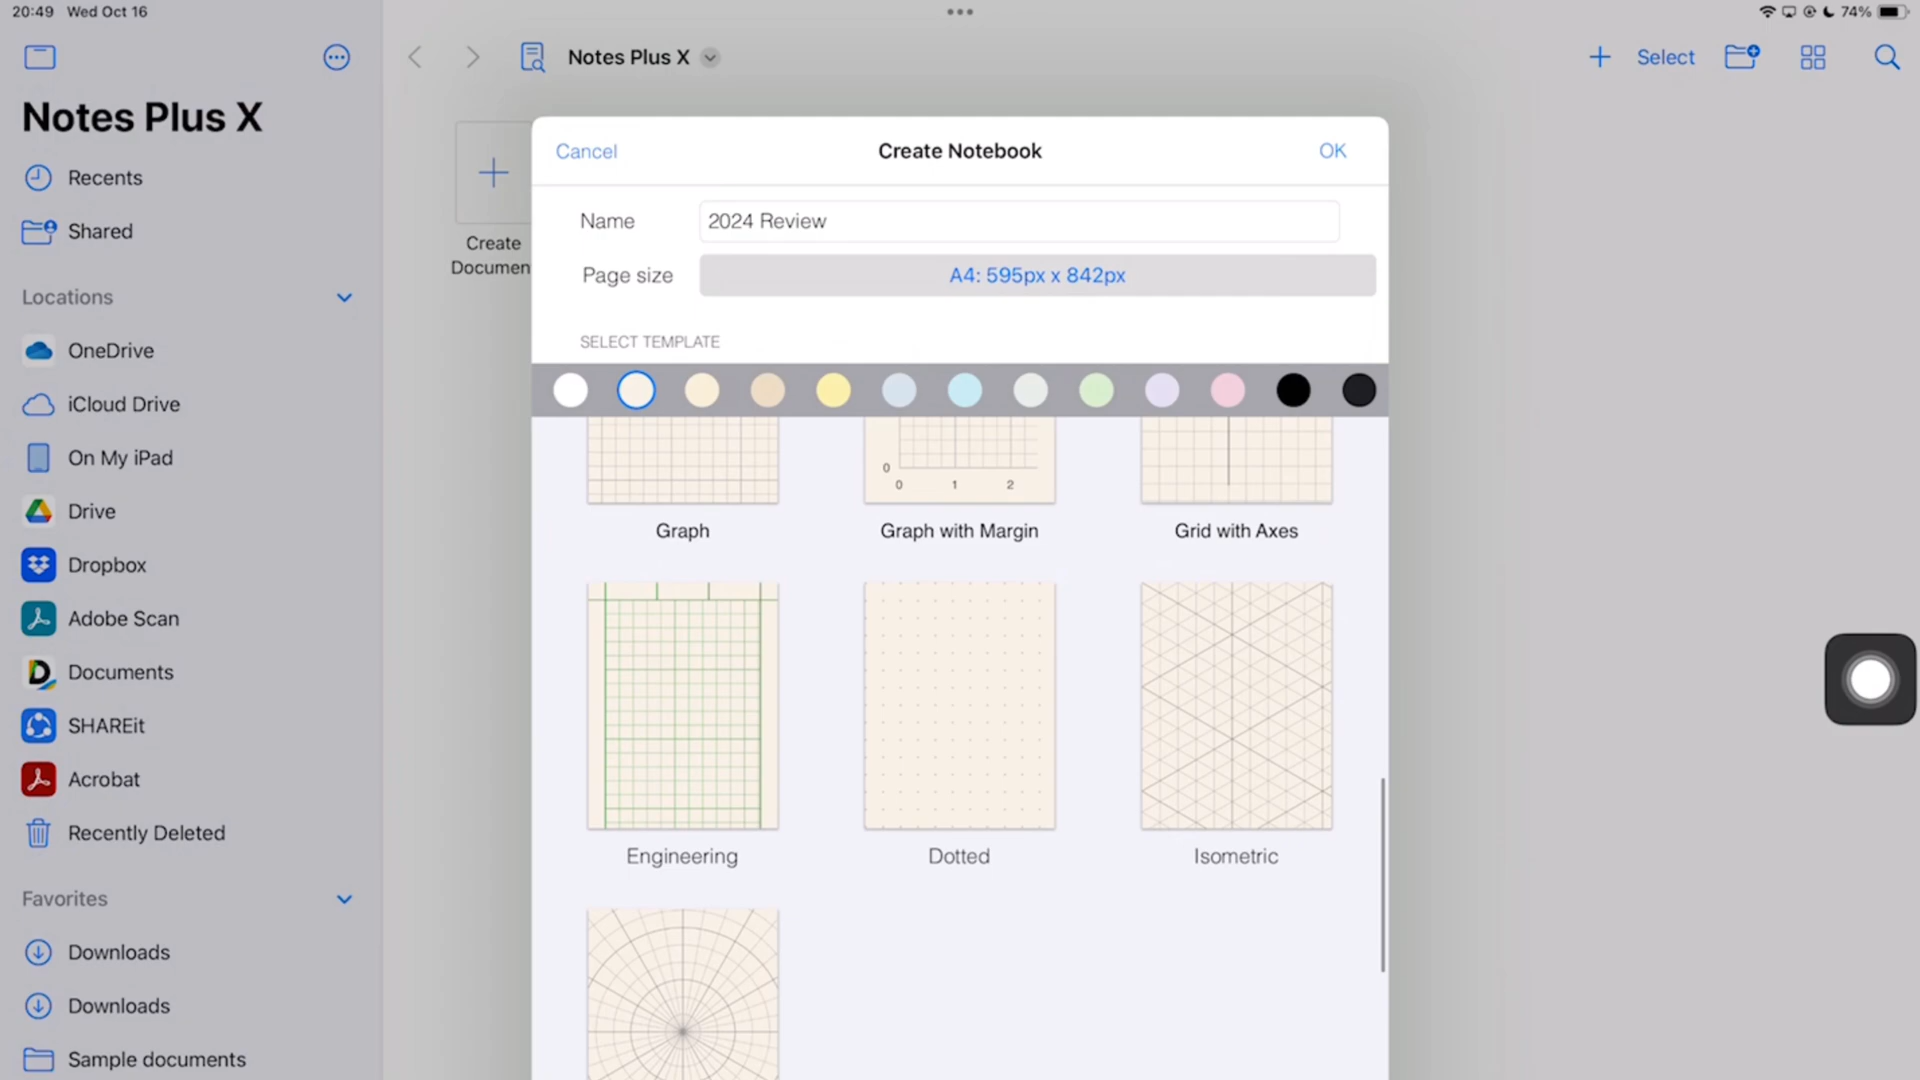 20:49 Wed Oct 16
74%
Notes Plus X
Select
Notes Plus X
Recents
Shared
Locations
OneDrive
iCloud Drive
On My iPad
Drive
Dropbox
Adobe Scan
Documents
SHAREit
Acrobat
Recently Deleted
Favorites
Downloads
Downloads
Sample documents
Create
Documen
Cancel
Create Notebook
OK
Name
2024 Review
Page size
A4: 595px x 842px
SELECT TEMPLATE
0
0 1 2
Graph
Graph with Margin
Grid with Axes
Engineering
Dotted
Isometric